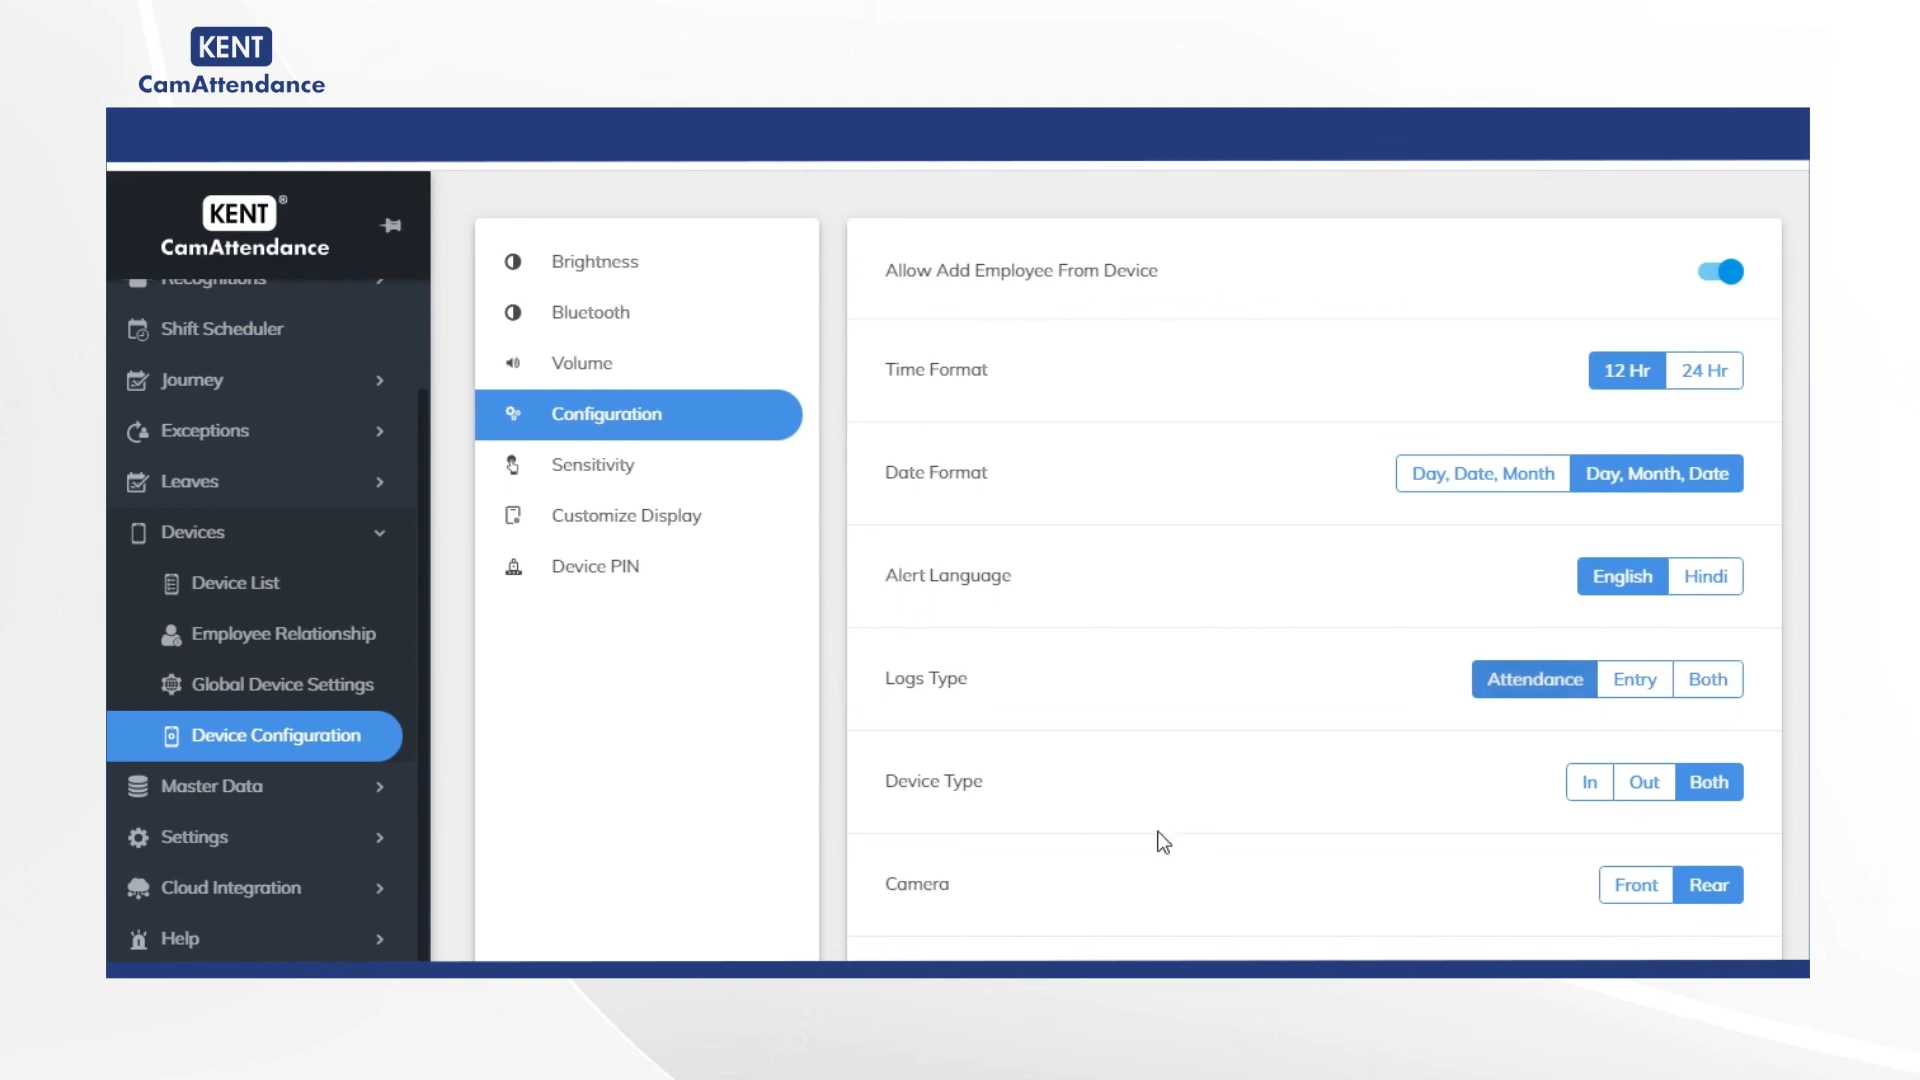 KENT
CamAttendance
KENT®
CamAttendance
Recognitions
Shift Scheduler
Journey
Exceptions
Leaves
Devices
Device List
Employee Relationship
Global Device Settings
Device Configuration
Master Data
Settings
Cloud Integration
Help
Brightness
Bluetooth
Volume
Configuration
Sensitivity
Customize Display
Device PIN
Allow Add Employee From Device
Time Format 12 Hr 24 Hr
Date Format Day, Date, Month Day, Month, Date
Alert Language English Hindi
Logs Type Attendance Entry Both
Device Type In Out Both
Camera Front Rear